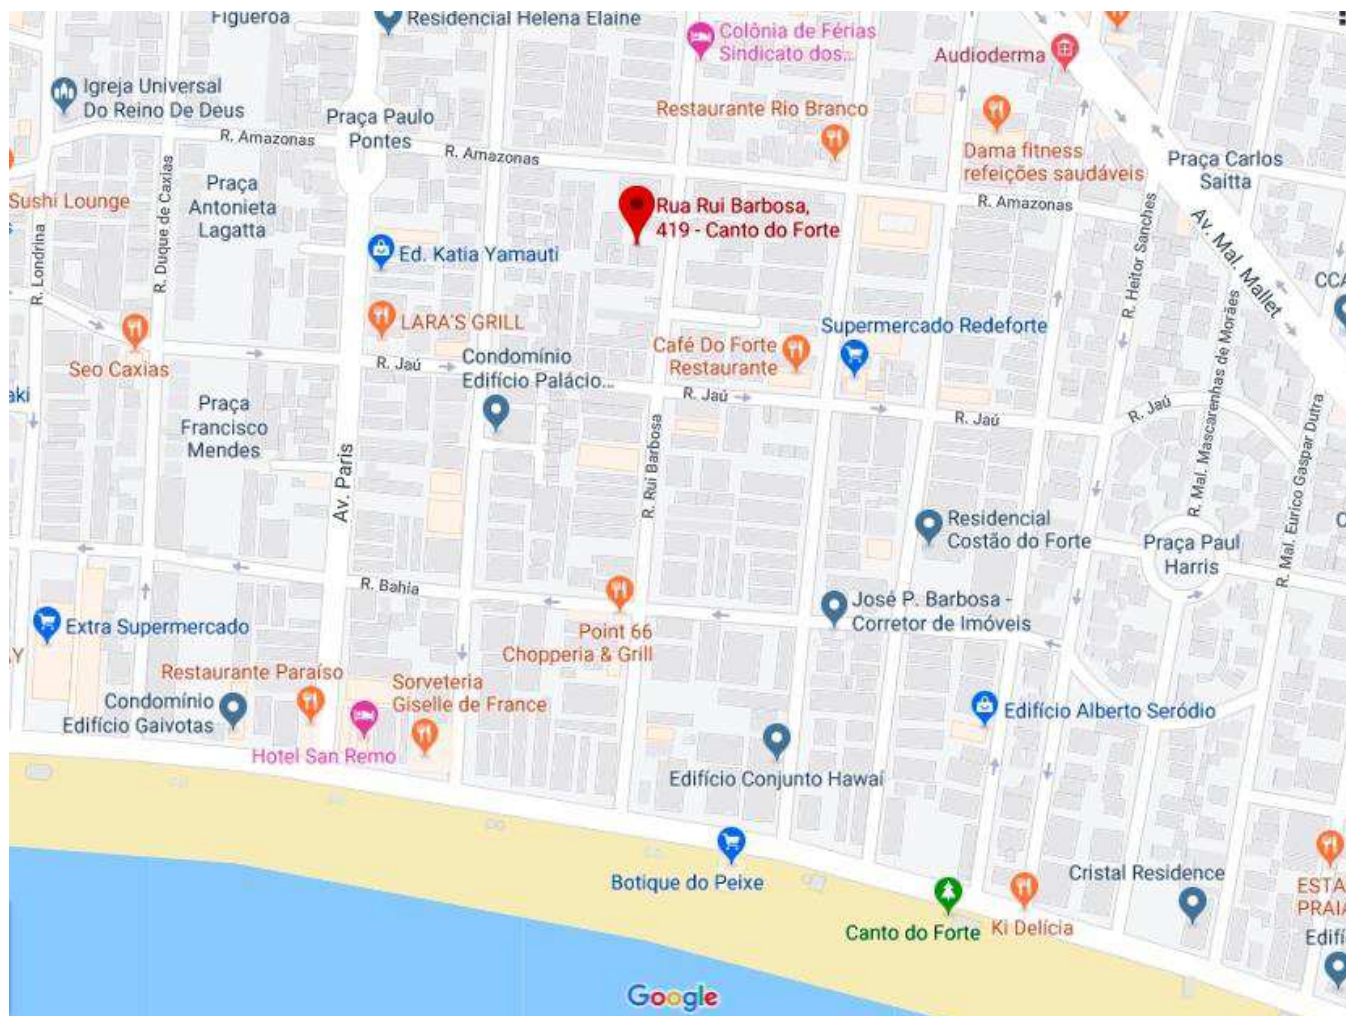 Figueroa
Residencial Helena Elaine
Colônia de Férias
Sindicato dos...
Audioderma
Igreja Universal
Do Reino De Deus
Praça Paulo
Pontes
Restaurante Rio Branco
Dama fitness
refeições saudáveis
Praça Carlos
Saitta
R. Amazonas
R. Amazonas
R. Amazonas
Praça
Antonieta
Lagatta
Sushi Lounge
R. Londrina
R. Duque de Caxias
Rua Rui Barbosa,
419 - Canto do Forte
Ed. Katia Yamauti
R. Heitor Sanches
Av. Mal. Mallet
CCA
LARA'S GRILL
Supermercado Redeforte
Café Do Forte
Restaurante
Seo Caxias
R. Jaú
Condomínio
Edifício Palácio...
R. Jaú
R. Jaú
R. Jaú
R. Mal. Mascarenhas de Moráes
R. Mal. Eurico Gaspar Dutra
aki
Praça
Francisco
Mendes
Av. Paris
R. Rui Barbosa
Residencial
Costão do Forte
Praça Paul
Harris
R. Bahia
José P. Barbosa -
Corretor de Imóveis
Extra Supermercado
Point 66
Chopperia & Grill
Restaurante Paraíso
Condomínio
Edifício Gaivotas
Sorveteria
Giselle de France
Hotel San Remo
Edifício Alberto Seródio
Edifício Conjunto Hawaí
Botique do Peixe
Cristal Residence
Canto do Forte
Ki Delícia
ESTA
PRAIA
Edifí
Google